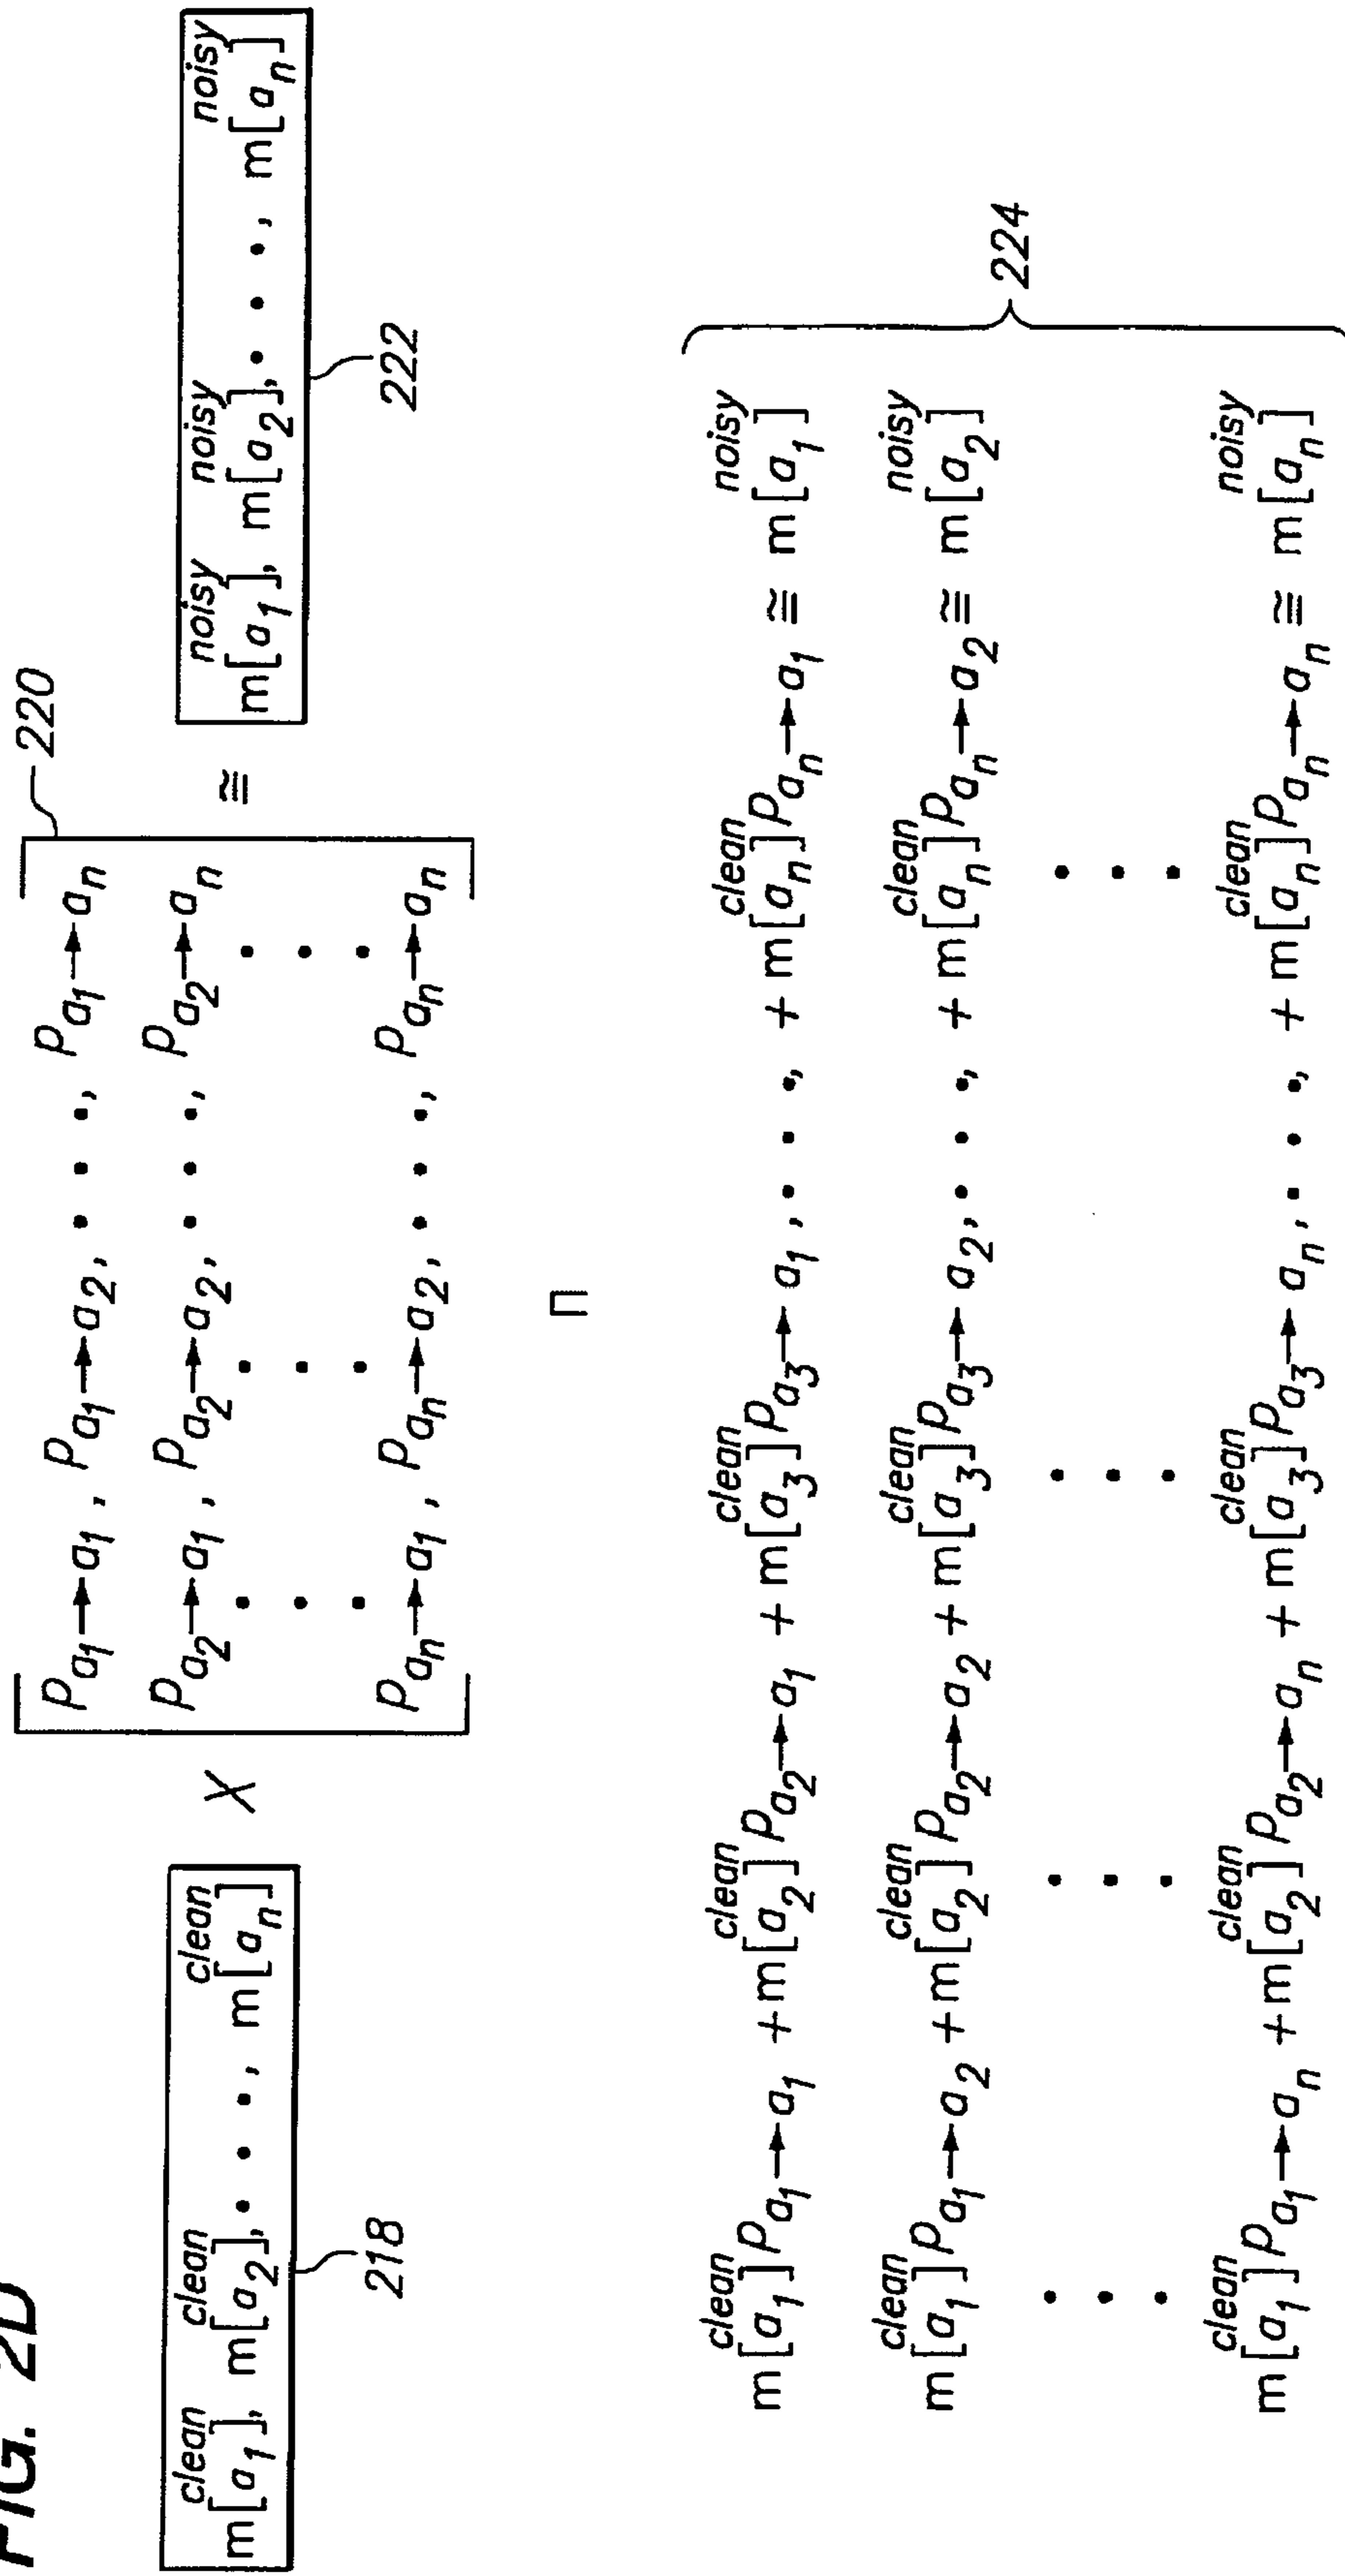 FIG. 2D
220
clean clean clean
m[a1], m[a2], • • •, m[an]
218
X
pa1→a1, pa1→a2, • • •, pa1→an
pa2→a1, pa2→a2, • • •, pa2→an
• • •
pan→a1, pan→a2, • • •, pan→an
≅
noisy noisy noisy
m[a1], m[a2], • • •, m[an]
222
=
clean clean clean clean noisy
m[a1]pa1→a1 +m[a2]pa2→a1 + m[a3]pa3→a1, • • •, + m[an]pan→a1 ≅ m[a1]
clean clean clean clean noisy
m[a1]pa1→a2 +m[a2]pa2→a2 + m[a3]pa3→a2, • • •, + m[an]pan→a2 ≅ m[a2]
• • • •
clean clean clean clean noisy
m[a1]pa1→an +m[a2]pa2→an + m[a3]pa3→an, • • •, + m[an]pan→an ≅ m[an]
224